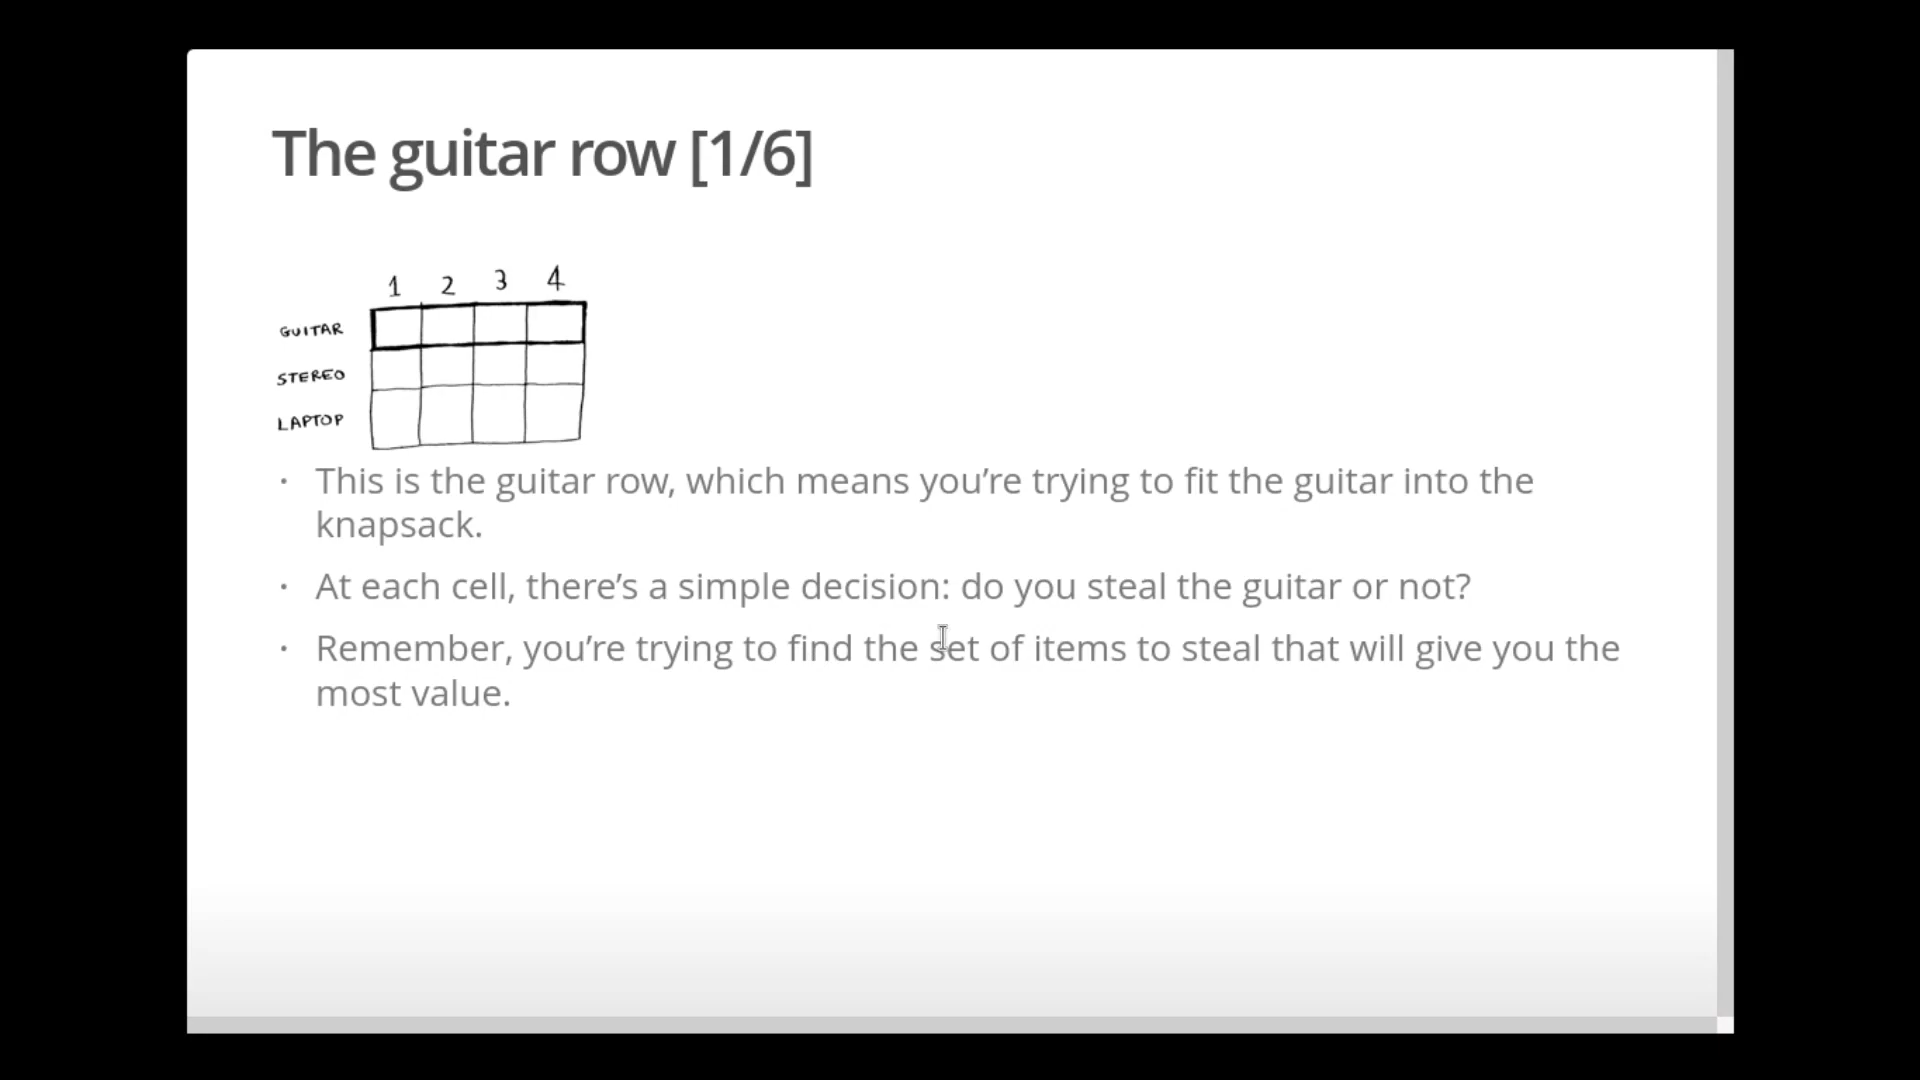 The guitar row [1/6]
1 2 3 4
GUITAR
STEREO
LAPTOP
· This is the guitar row, which means you’re trying to fit the guitar into the
knapsack.
· At each cell, there’s a simple decision: do you steal the guitar or not?
· Remember, you’re trying to find the set of items to steal that will give you the
most value.